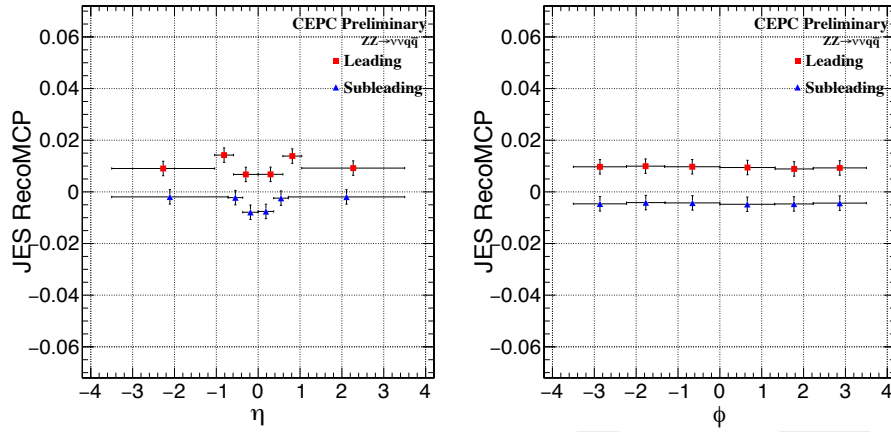 CEPC Preliminary
ZZ→ννqq̄
Leading
Subleading
JES RecoMCP
0.06
0.04
0.02
0
−0.02
−0.04
−0.06
−4 −3 −2 −1 0 1 2 3 4
η
CEPC Preliminary
ZZ→ννqq̄
Leading
Subleading
JES RecoMCP
0.06
0.04
0.02
0
−0.02
−0.04
−0.06
−4 −3 −2 −1 0 1 2 3 4
ϕ